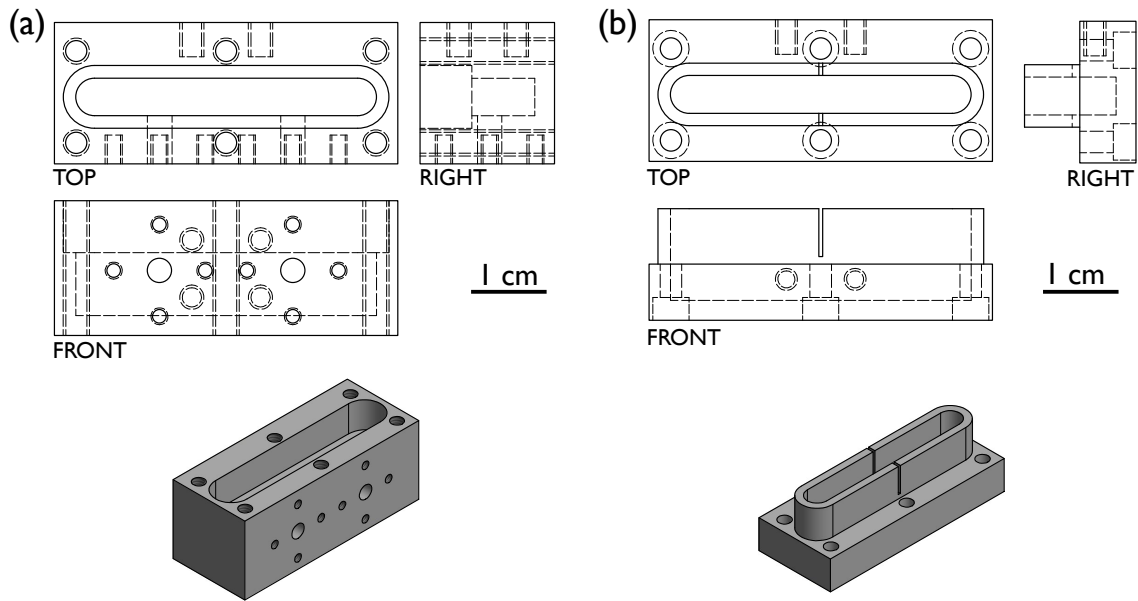 (a)
TOP
RIGHT
FRONT
1 cm
(b)
TOP
RIGHT
FRONT
1 cm